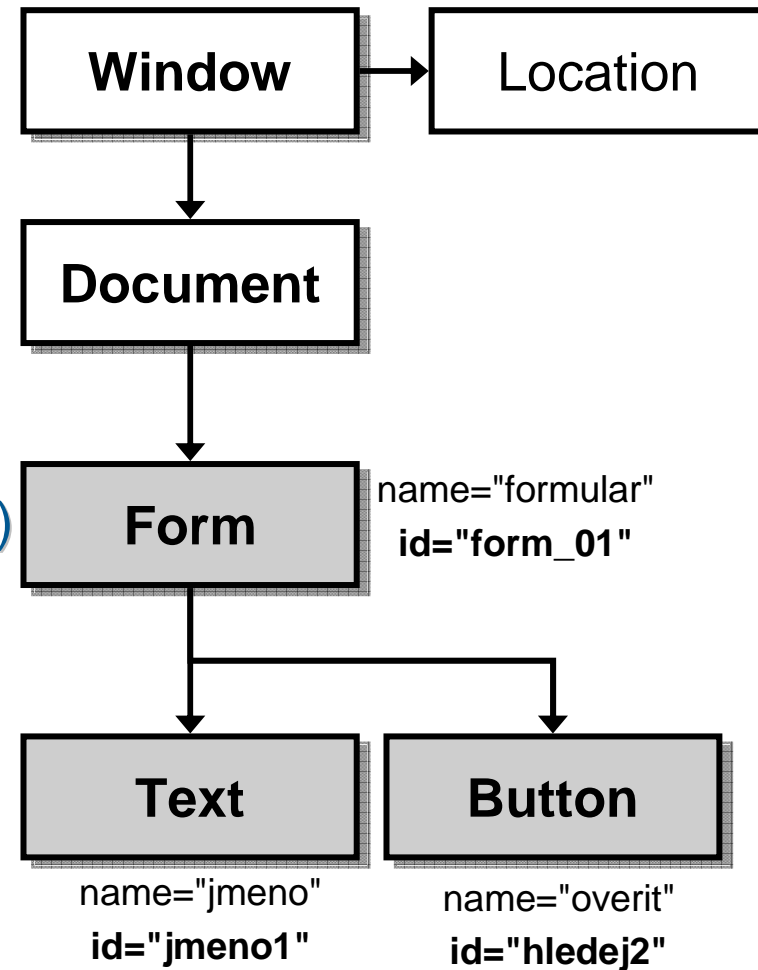 Window
Location
Document
)
Form
name="formular"
id="form_01"
Text
Button
name="jmeno"
id="jmeno1"
name="overit"
id="hledej2"